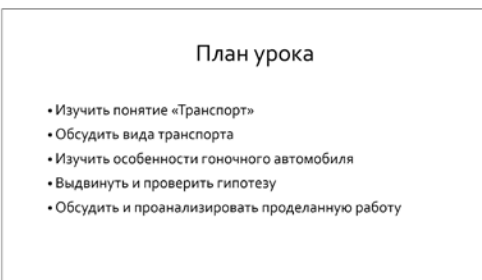 План урока
• Изучить понятие «Транспорт»
• Обсудить вида транспорта
• Изучить особенности гоночного автомобиля
• Выдвинуть и проверить гипотезу
• Обсудить и проанализировать проделанную работу